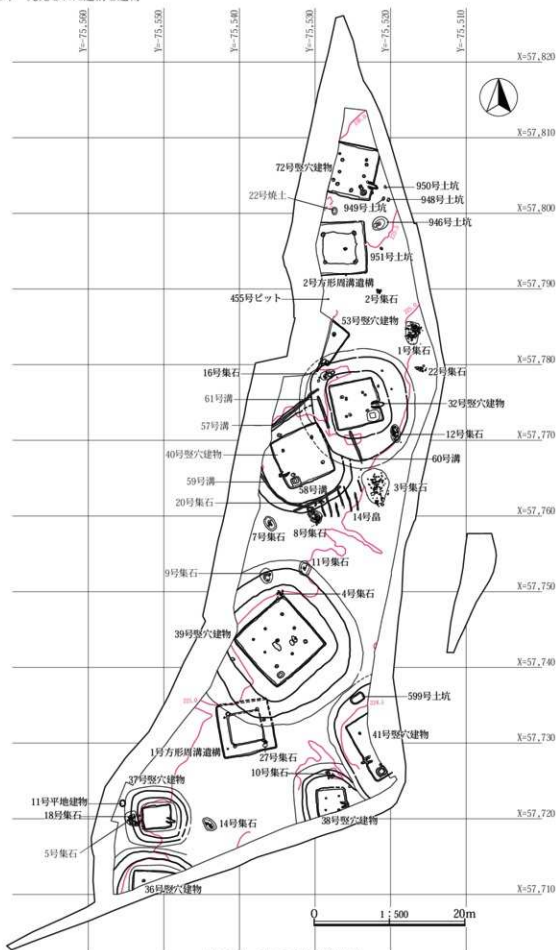 Y=-75,560
Y=-75,550
Y=-75,540
Y=-75,530
Y=-75,520
Y=-75,510
X=57,820
X=57,810
72号竪穴建物
950号土坑
948号土坑
22号焼土
949号土坑
X=57,800
946号土坑
951号土坑
2号方形周溝遺構
X=57,790
455号ピット
2号集石
53号竪穴建物
1号集石
X=57,780
16号集石
22号集石
61号溝
32号竪穴建物
57号溝
12号集石
X=57,770
40号竪穴建物
60号溝
59号溝
58号溝
3号集石
20号集石
14号畠
X=57,760
7号集石
8号集石
11号集石
9号集石
X=57,750
4号集石
39号竪穴建物
X=57,740
599号土坑
41号竪穴建物
X=57,730
1号方形周溝遺構
27号集石
10号集石
37号竪穴建物
11号平地建物
18号集石
X=57,720
14号集石
38号竪穴建物
5号集石
36号竪穴建物
X=57,710
0 1:500 20m